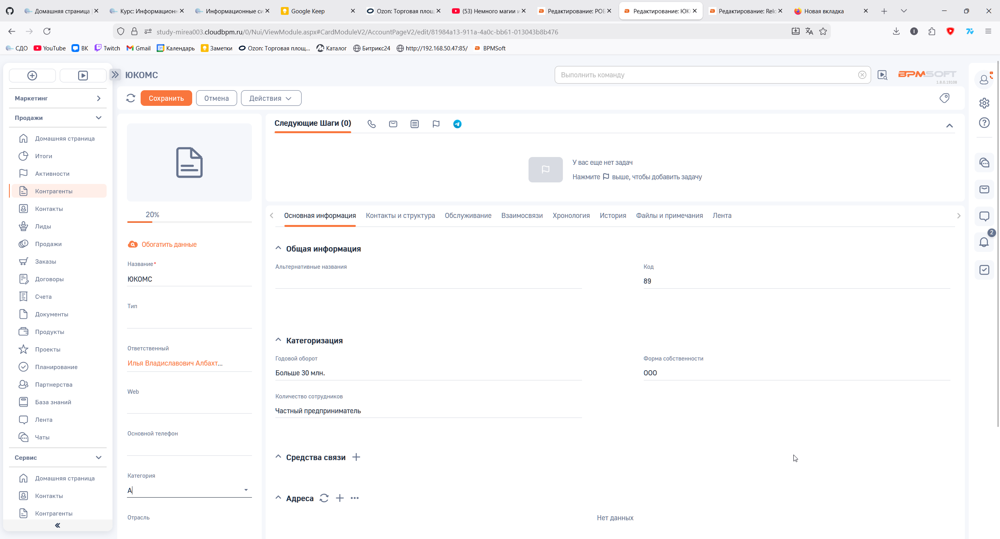 Домашняя страница |
Курс: Информационн
Информационные си
Google Keep
Ozon: Торговая площ
(53) Немного магии и
Редактирование: РОБ
Редактирование: ЮКО
Редактирование: Relo
Новая вкладка
study-mirea003.cloudbpm.ru/0/Nui/ViewModule.aspx#CardModuleV2/AccountPageV2/edit/81984a13-911a-4a0c-bb61-013043b8b476
СДО
YouTube
ВК
Twitch
Gmail
31
Календарь
Заметки
Ozon: Торговая площ...
Каталог
Битрикс24
http://192.168.50.47:85/
BPMSoft
ЮКОМС
Выполнить команду
BPMSOFT
1.8.0.19108
Сохранить
Отмена
Действия
Маркетинг
Продажи
Домашняя страница
Итоги
Активности
Контрагенты
Контакты
Лиды
Продажи
Заказы
Договоры
Счета
Документы
Продукты
Проекты
Планирование
Партнерства
База знаний
Лента
Чаты
Сервис
Домашняя страница
Контакты
Контрагенты
20%
Обогатить данные
Название*
ЮКОМС
Тип
Ответственный
Илья Владиславович Албахт...
Web
Основной телефон
Категория
А
Отрасль
Следующие Шаги (0)
У вас еще нет задач
Нажмите выше, чтобы добавить задачу
Основная информация
Контакты и структура
Обслуживание
Взаимосвязи
Хронология
История
Файлы и примечания
Лента
Общая информация
Альтернативные названия
Код
89
Категоризация
Годовой оборот
Больше 30 млн.
Форма собственности
ООО
Количество сотрудников
Частный предприниматель
Средства связи
Адреса
Нет данных
2